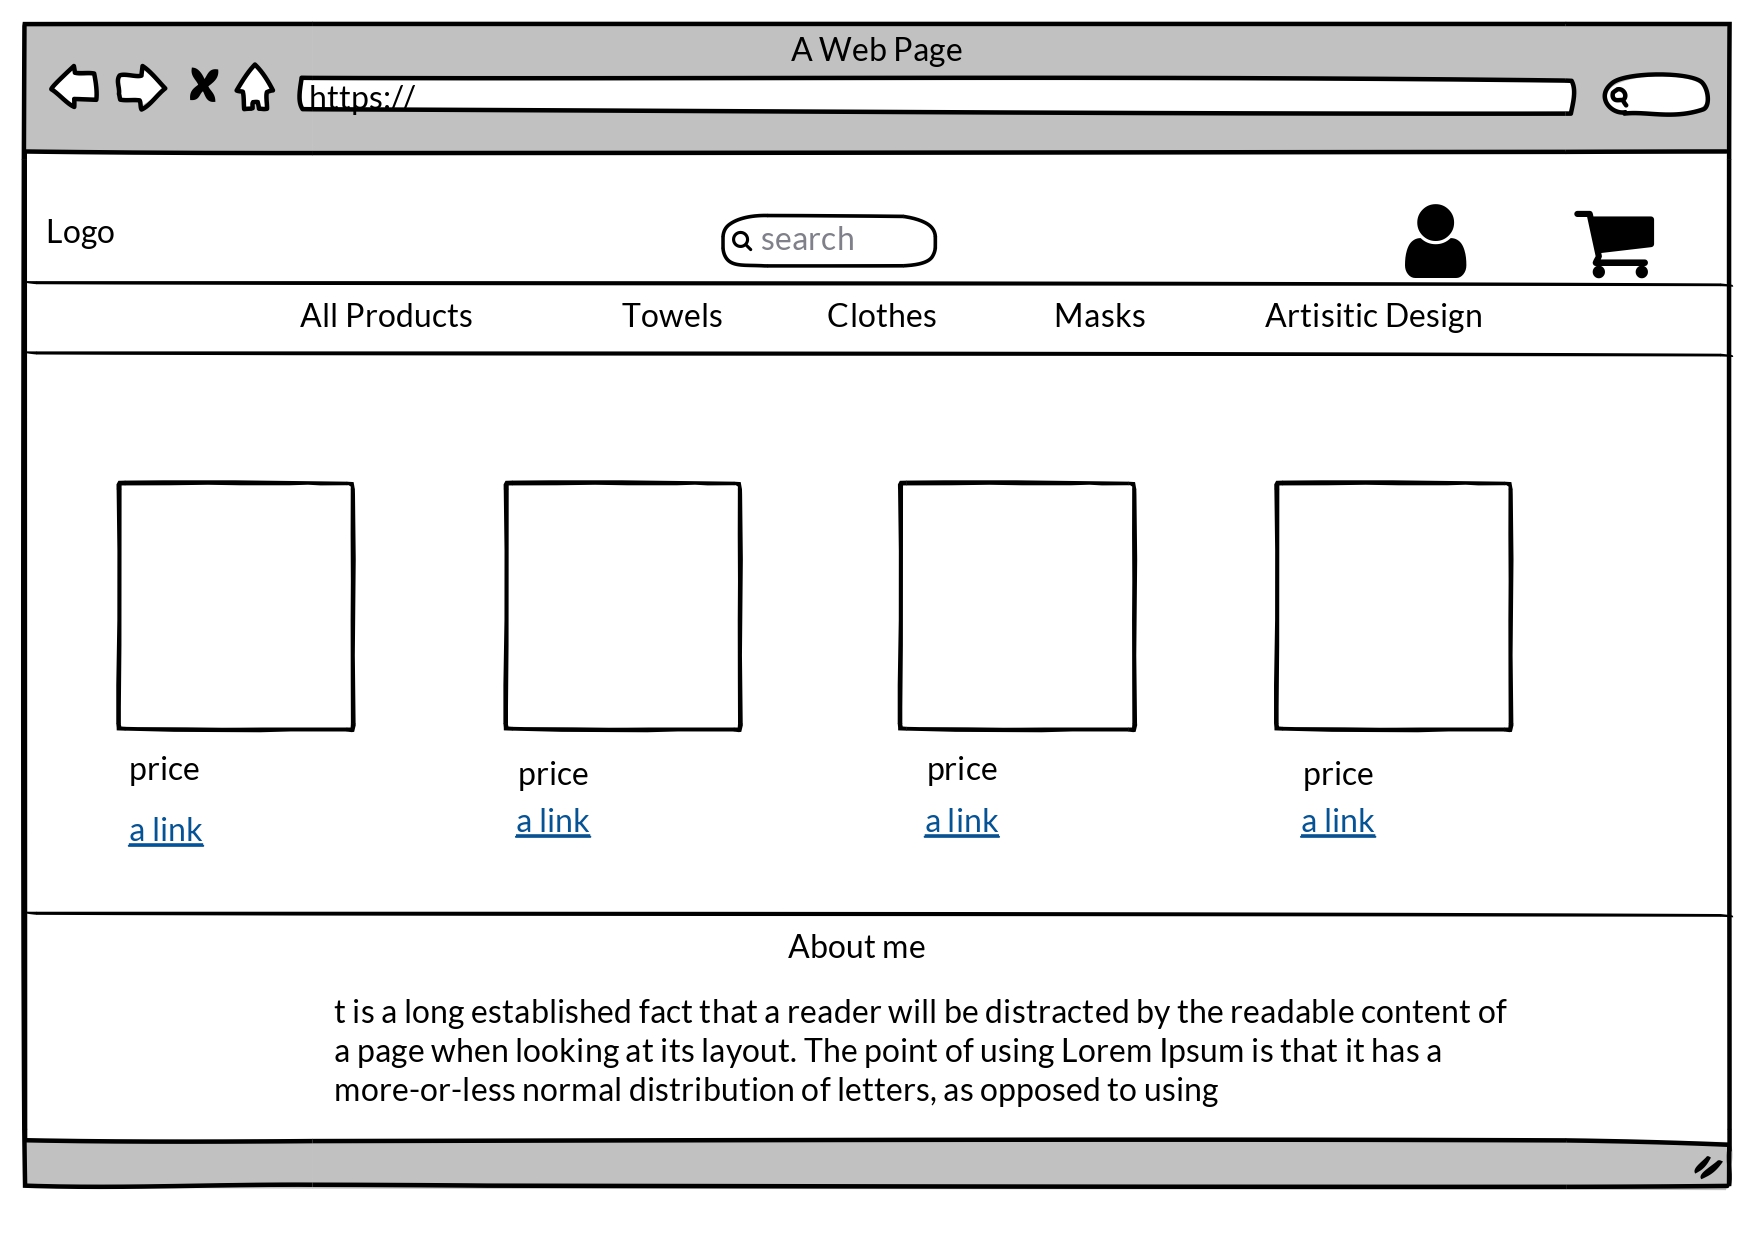 A Web Page
https://
Logo
search
All Products Towels Clothes Masks Artisitic Design
price price price price
a link a link a link a link
About me
t is a long established fact that a reader will be distracted by the readable content of
a page when looking at its layout. The point of using Lorem Ipsum is that it has a
more-or-less normal distribution of letters, as opposed to using